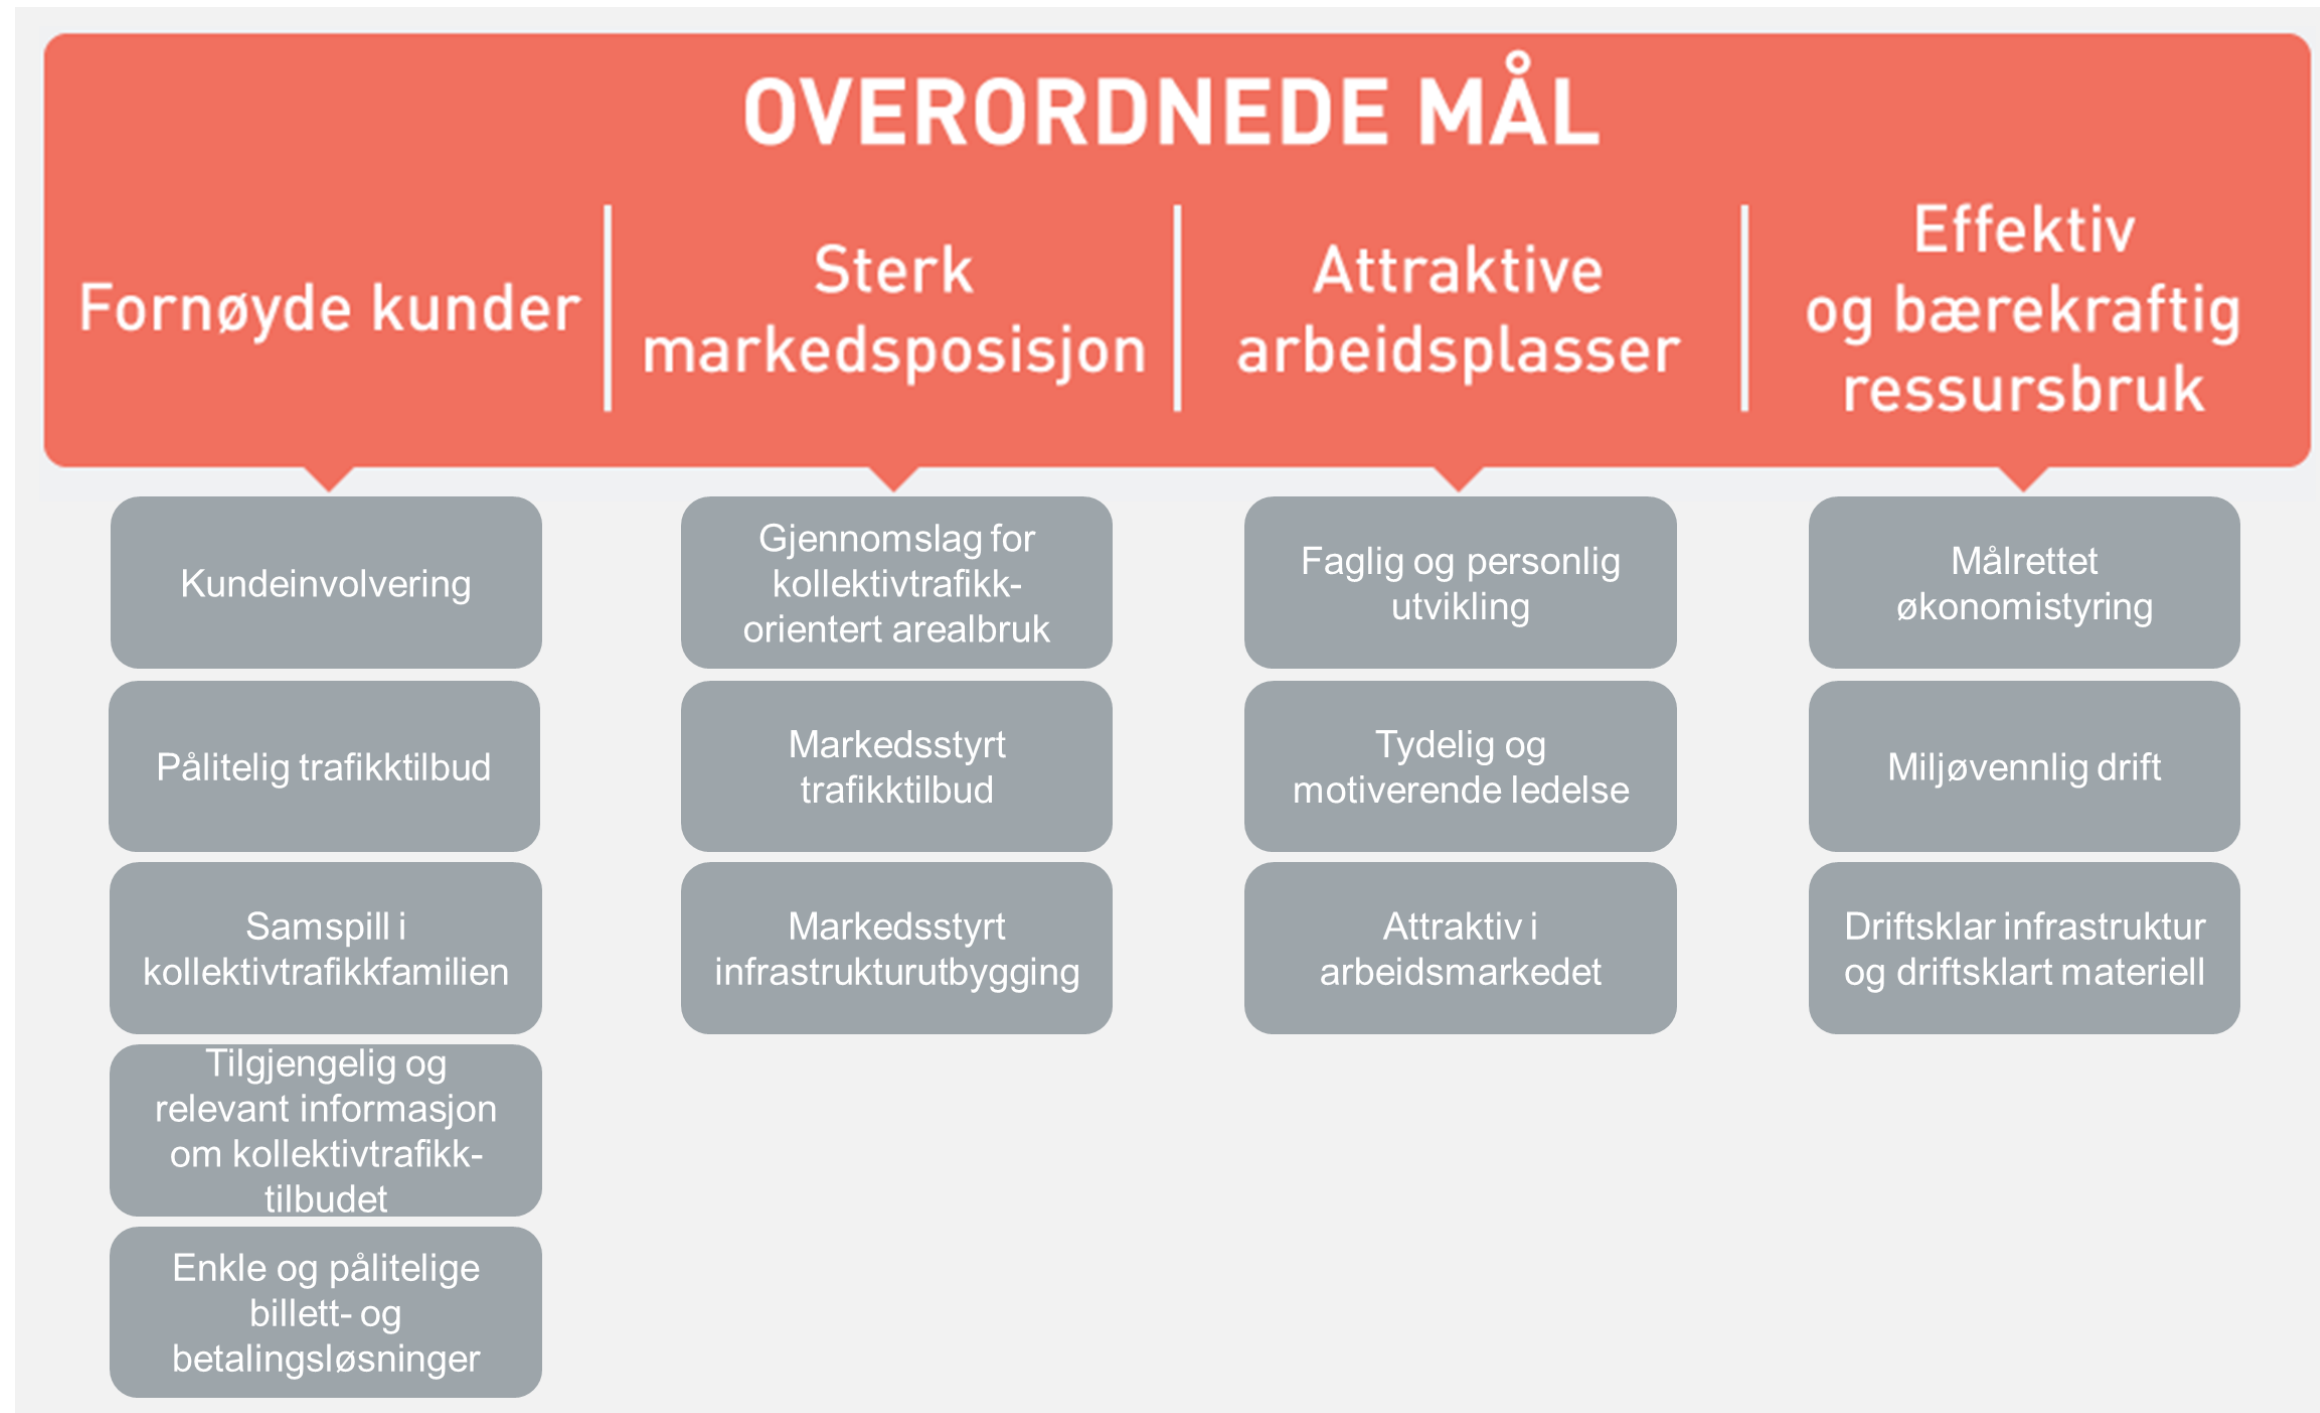 OVERORDNEDE MÅL
Fornøyde kunder
Sterk
markedsposisjon
Attraktive
arbeidsplasser
Effektiv
og bærekraftig
ressursbruk
Kundeinvolvering
Pålitelig trafikktilbud
Samspill i
kollektivtrafikkfamilien
Tilgjengelig og
relevant informasjon
om kollektivtrafikk-
tilbudet
Enkle og pålitelige
billett- og
betalingsløsninger
Gjennomslag for
kollektivtrafikk-
orientert arealbruk
Markedsstyrt
trafikktilbud
Markedsstyrt
infrastrukturutbygging
Faglig og personlig
utvikling
Tydelig og
motiverende ledelse
Attraktiv i
arbeidsmarkedet
Målrettet
økonomistyring
Miljøvennlig drift
Driftsklar infrastruktur
og driftsklart materiell